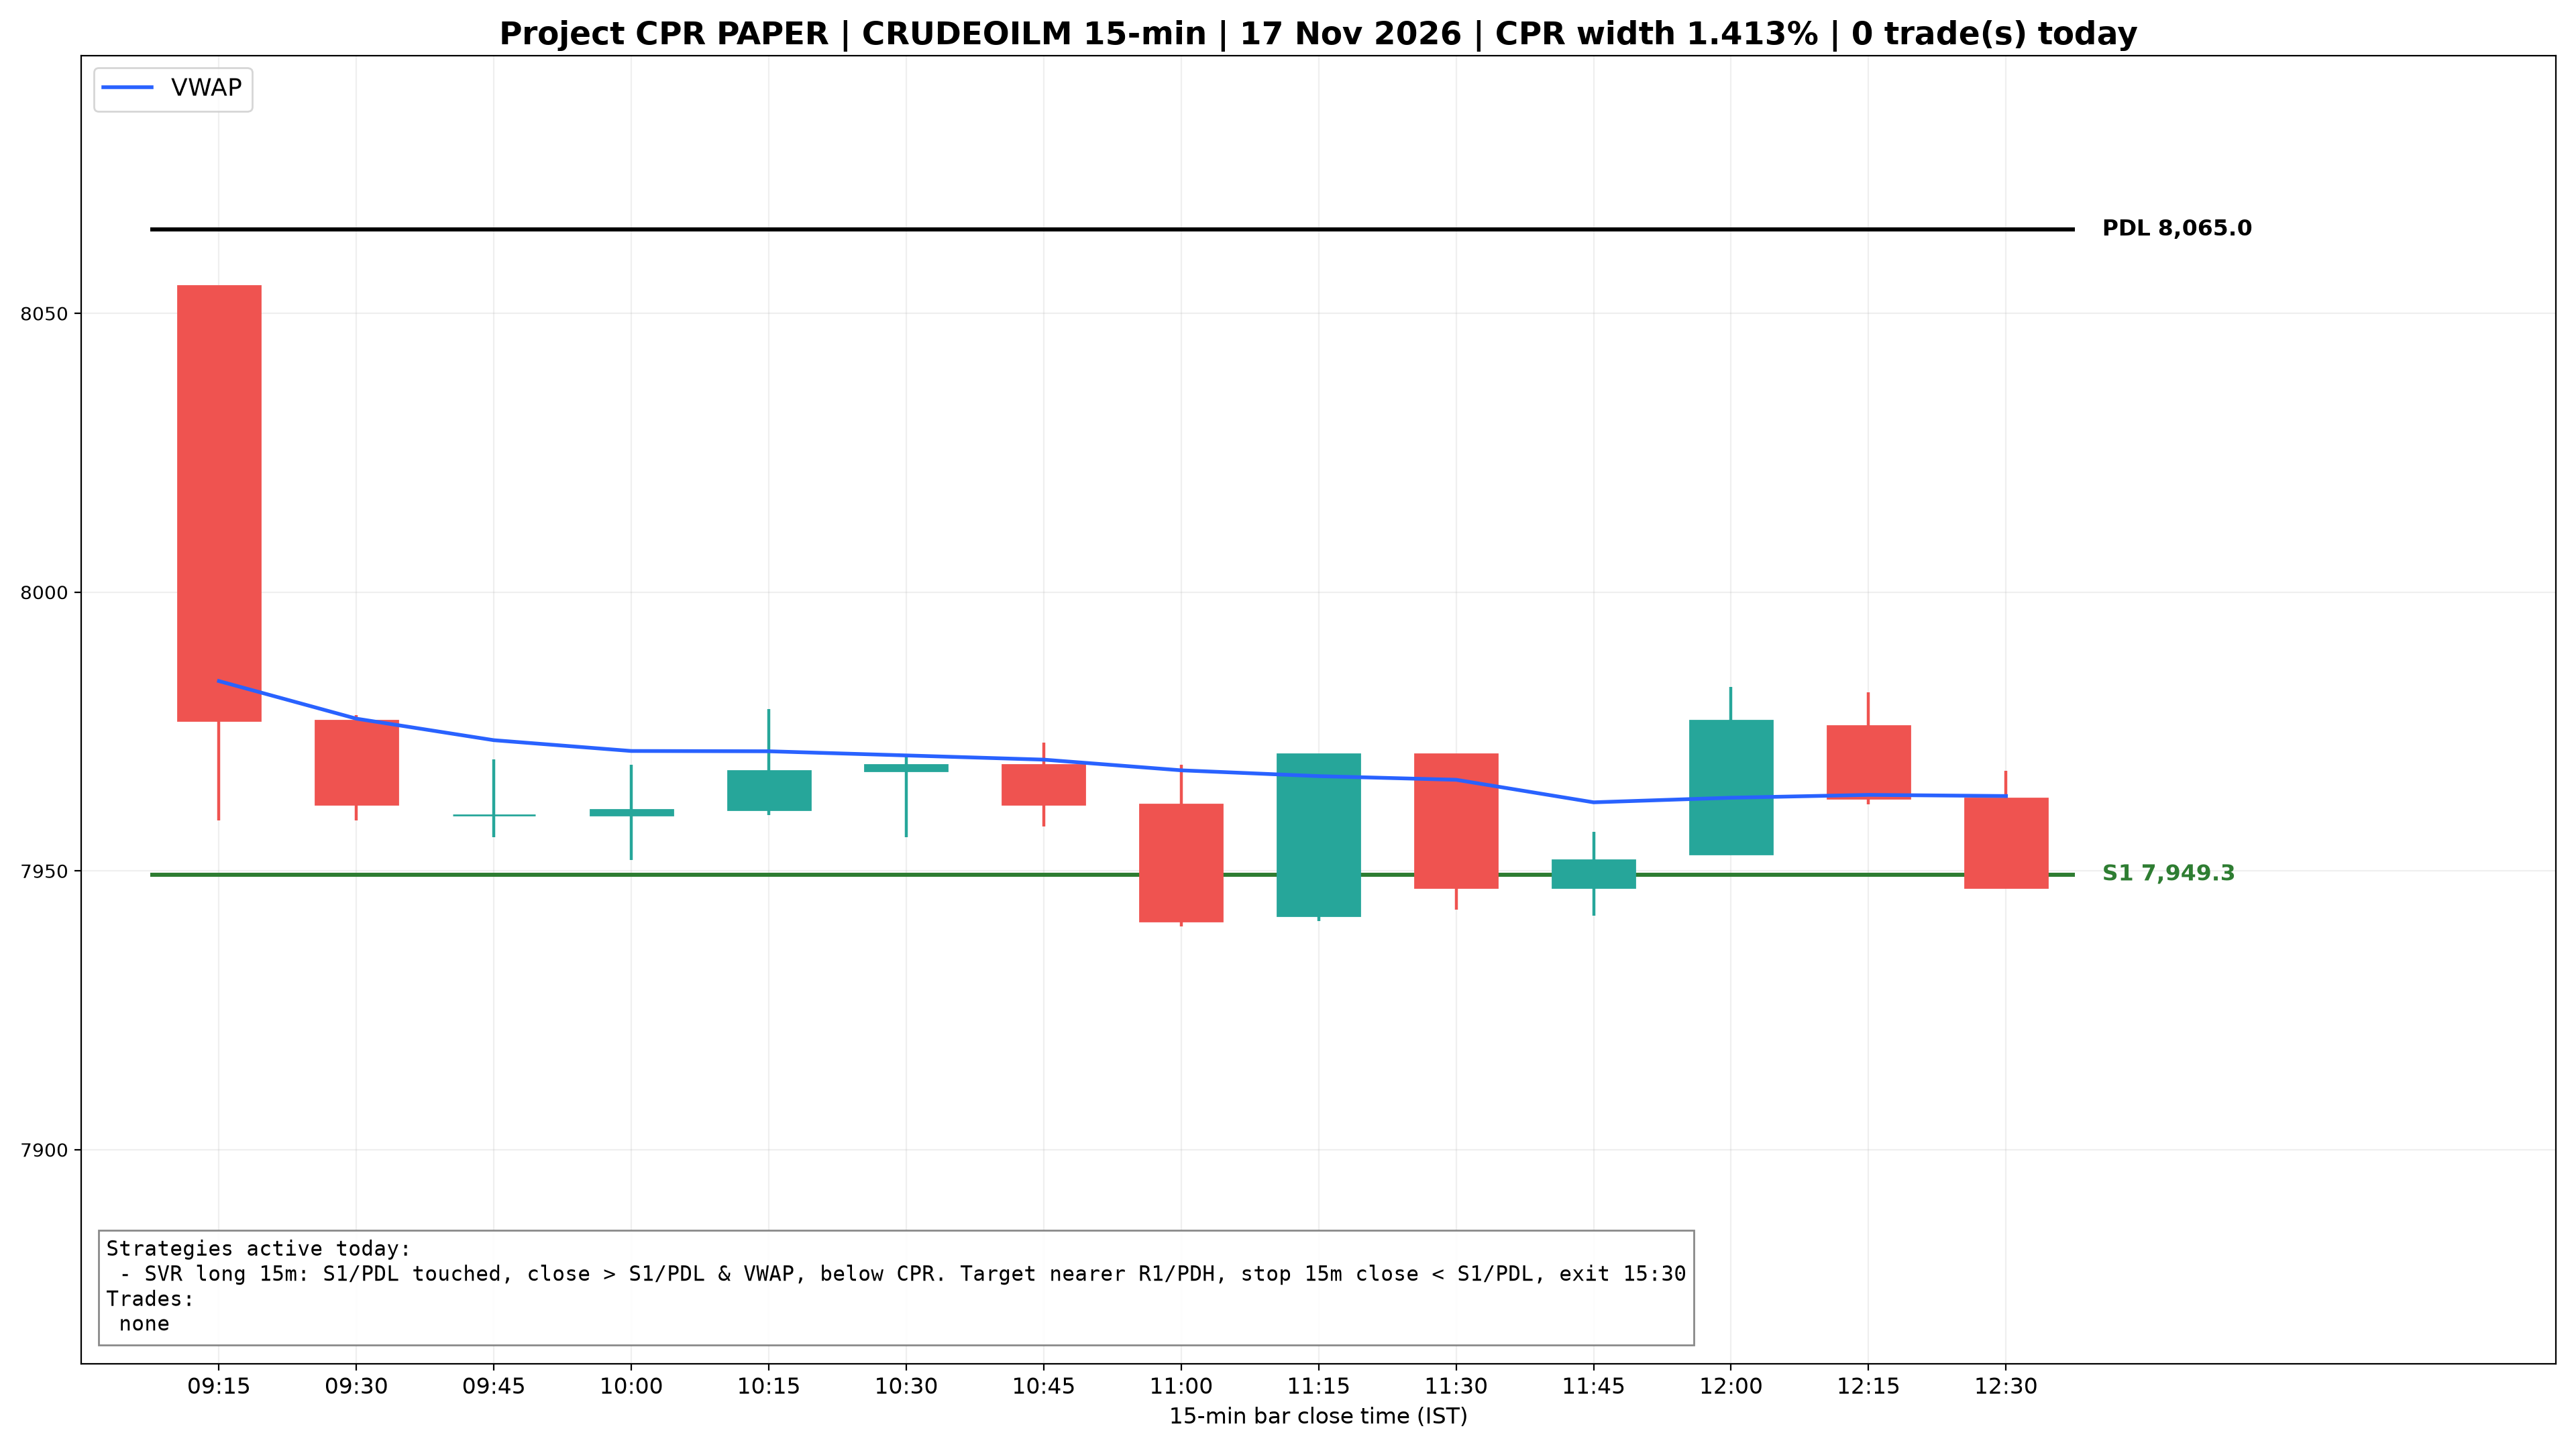 Project CPR PAPER | CRUDEOILM 15-min | 17 Nov 2026 | CPR width 1.413% | 0 trade(s) today
VWAP
PDL 8,065.0
8050
8000
7950
S1 7,949.3
7900
Strategies active today:
- SVR long 15m: S1/PDL touched, close > S1/PDL & VWAP, below CPR. Target nearer R1/PDH, stop 15m close < S1/PDL, exit 15:30
Trades:
none
09:15 09:30 09:45 10:00 10:15 10:30 10:45 11:00 11:15 11:30 11:45 12:00 12:15 12:30
15-min bar close time (IST)